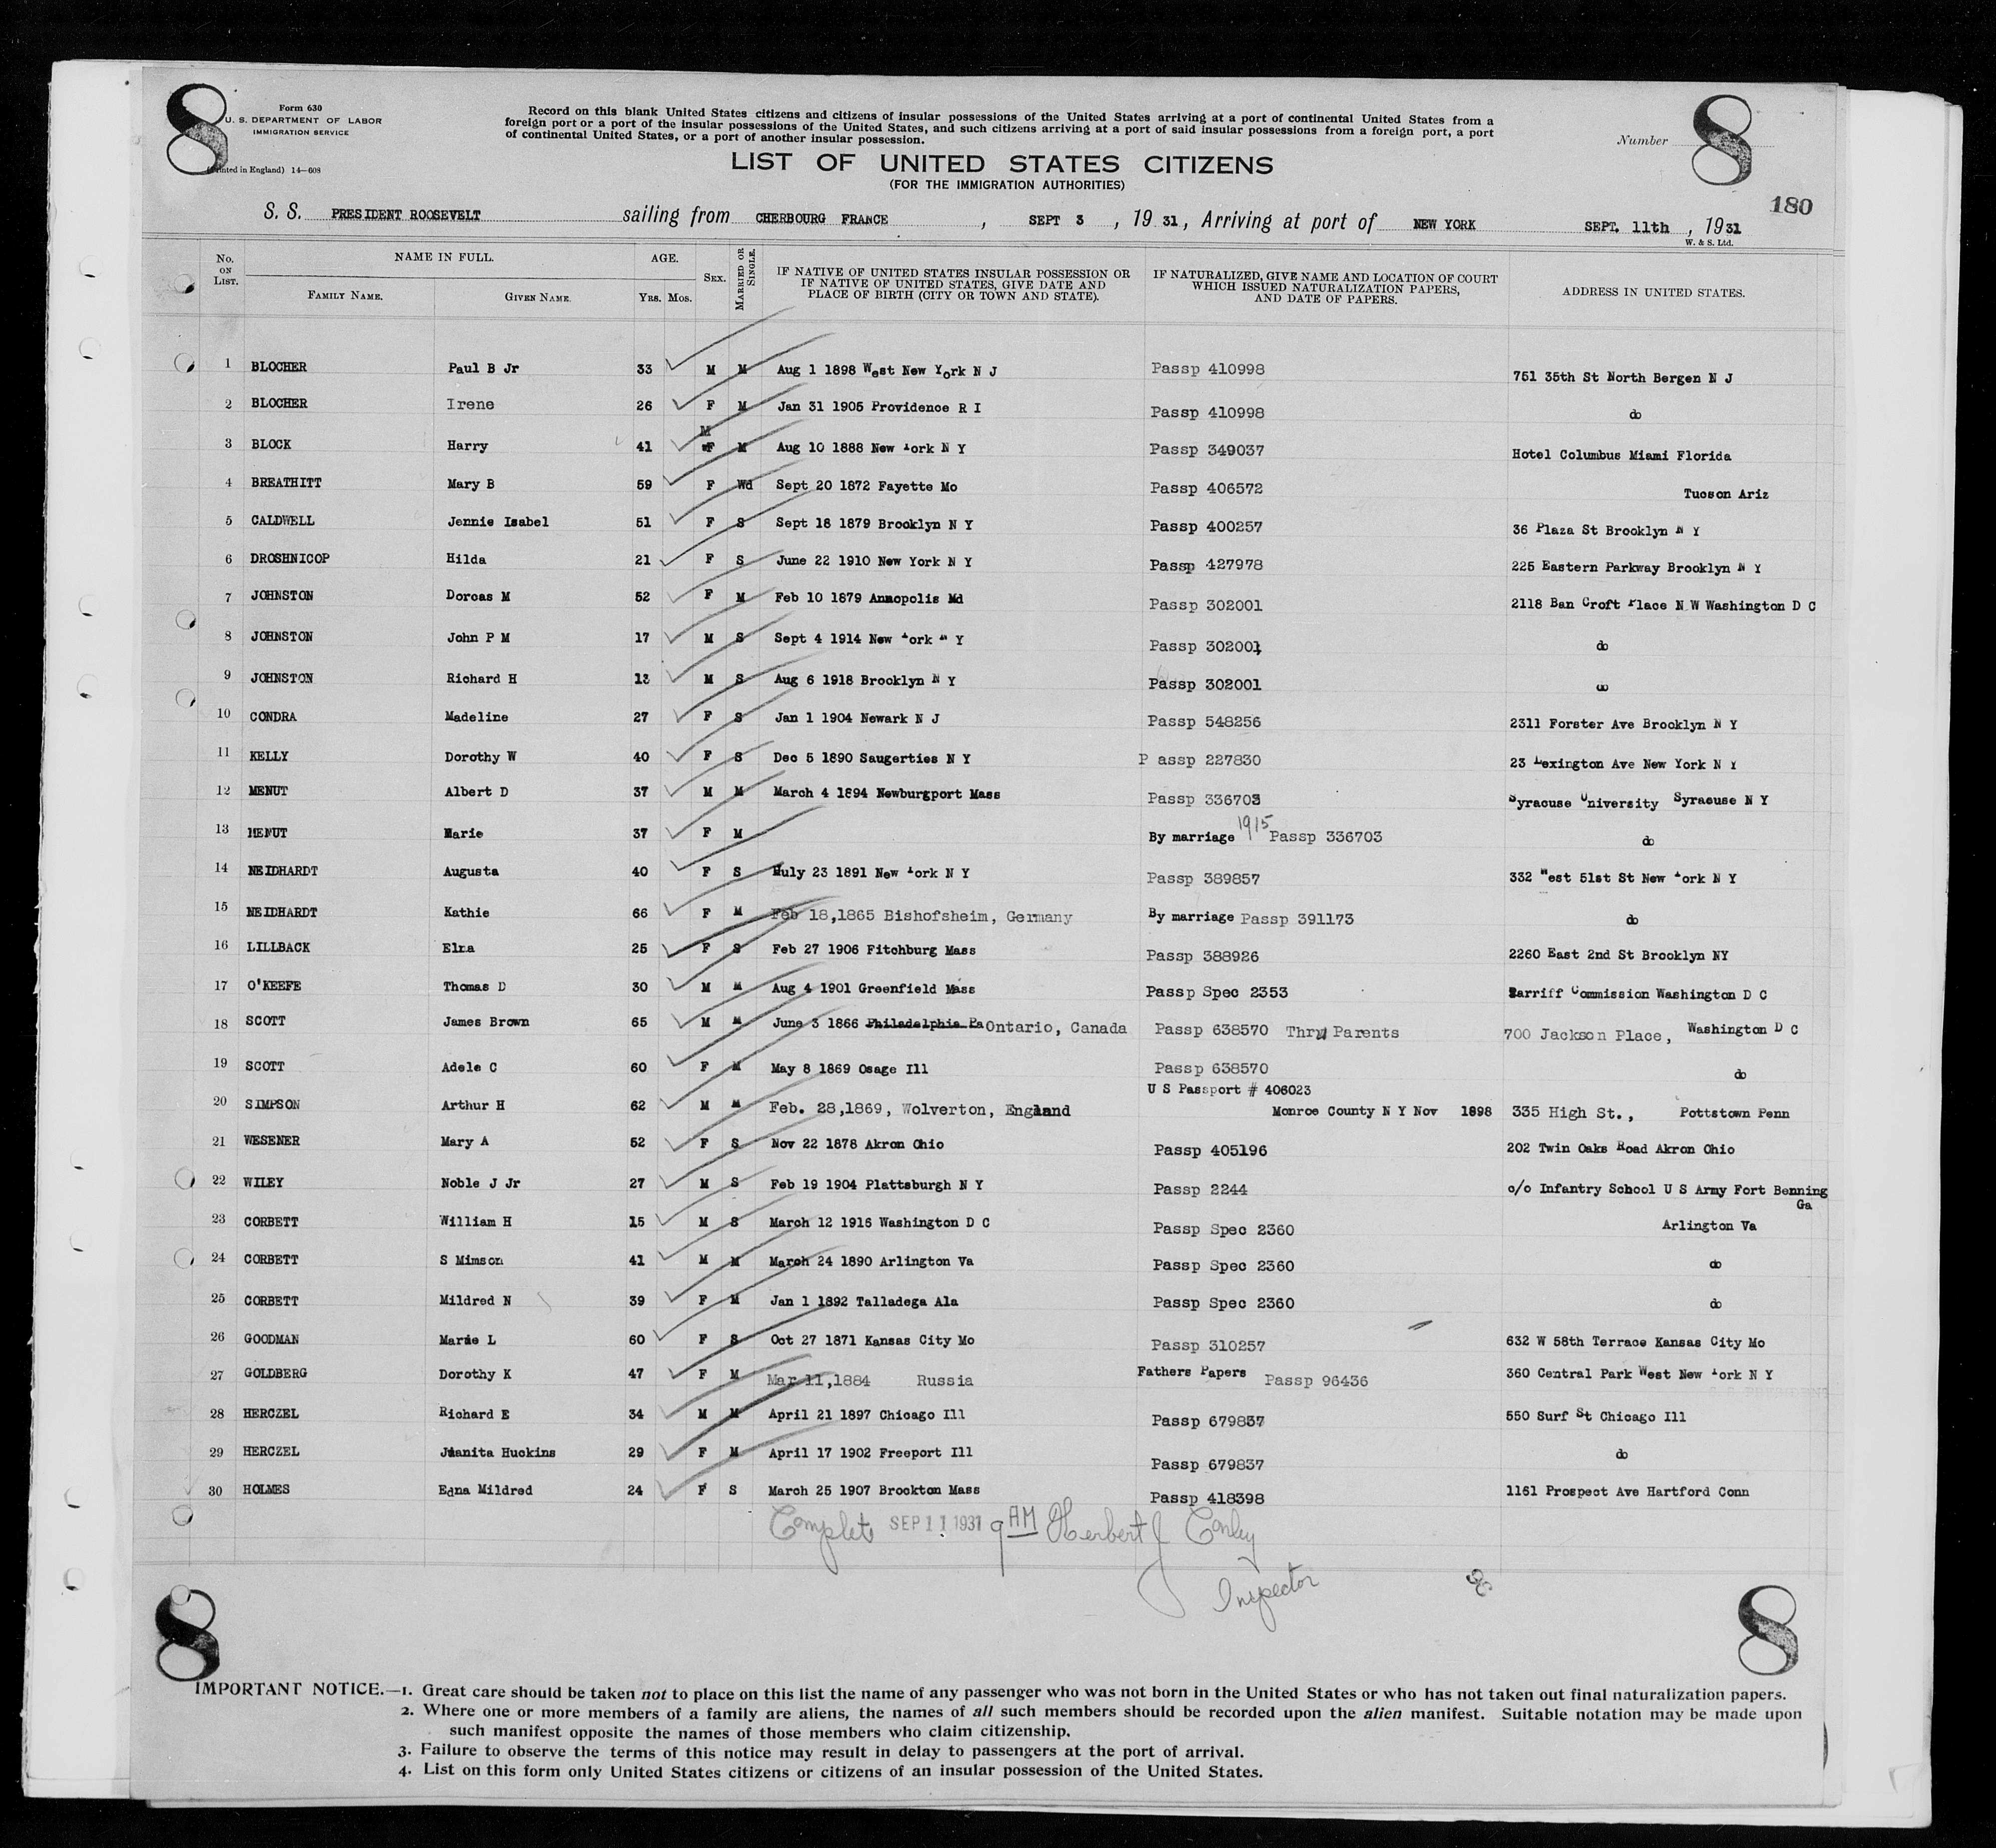 8
Form 630
U. S. DEPARTMENT OF LABOR
IMMIGRATION SERVICE
(Printed in England) 14—608
Record on this blank United States citizens and citizens of insular possessions of the United States arriving at a port of continental United States from a
foreign port or a port of the insular possessions of the United States, and such citizens arriving at a port of said insular possessions from a foreign port, a port
of continental United States, or a port of another insular possession.
Number 8
LIST OF UNITED STATES CITIZENS
(FOR THE IMMIGRATION AUTHORITIES)
180
S. S. PRESIDENT ROOSEVELT sailing from CHERBOURG FRANCE , SEPT 3 , 19 31, Arriving at port of NEW YORK SEPT. 11th , 1931
W. & S. Ltd.
No. ON LIST. NAME IN FULL. FAMILY NAME. GIVEN NAME. AGE. Yrs. Mos. SEX. MARRIED OR SINGLE. IF NATIVE OF UNITED STATES INSULAR POSSESSION OR IF NATIVE OF UNITED STATES, GIVE DATE AND PLACE OF BIRTH (CITY OR TOWN AND STATE). IF NATURALIZED, GIVE NAME AND LOCATION OF COURT WHICH ISSUED NATURALIZATION PAPERS, AND DATE OF PAPERS. ADDRESS IN UNITED STATES.
1 BLOCHER Paul B Jr 33 M M Aug 1 1898 West New York N J Passp 410998 751 35th St North Bergen N J
2 BLOCHER Irene 26 F M Jan 31 1905 Providence R I Passp 410998 do
3 BLOCK Harry 41 M F M Aug 10 1888 New York N Y Passp 349037 Hotel Columbus Miami Florida
4 BREATHITT Mary B 59 F Wd Sept 20 1872 Fayette Mo Passp 406572 Tucson Ariz
5 CALDWELL Jennie Isabel 51 F S Sept 18 1879 Brooklyn N Y Passp 400257 36 Plaza St Brooklyn N Y
6 DROSHNICOP Hilda 21 F S June 22 1910 New York N Y Passp 427978 225 Eastern Parkway Brooklyn N Y
7 JOHNSTON Dorcas M 52 F M Feb 10 1879 Annopolis Md Passp 302001 2118 Ban Croft Place N W Washington D C
8 JOHNSTON John P M 17 M S Sept 4 1914 New York N Y Passp 302001 do
9 JOHNSTON Richard H 13 M S Aug 6 1918 Brooklyn N Y Passp 302001 do
10 CONDRA Madeline 27 F S Jan 1 1904 Newark N J Passp 548256 2311 Forster Ave Brooklyn N Y
11 KELLY Dorothy W 40 F S Dec 5 1890 Saugerties N Y P assp 227830 23 Lexington Ave New York N Y
12 MENUT Albert D 37 M M March 4 1894 Newburgport Mass Passp 336703 Syracuse University Syracuse N Y
13 MENUT Marie 37 F M By marriage 1915 Passp 336703 do
14 NEIDHARDT Augusta 40 F S July 23 1891 New York N Y Passp 389857 332 West 51st St New York N Y
15 NEIDHARDT Kathie 66 F M Feb 18,1865 Bishofsheim, Germany By marriage Passp 391173 do
16 LILLBACK Elna 25 F S Feb 27 1906 Fitchburg Mass Passp 388926 2260 East 2nd St Brooklyn NY
17 O'KEEFE Thomas D 30 M M Aug 4 1901 Greenfield Mass Passp Spec 2353 Tarriff Commission Washington D C
18 SCOTT James Brown 65 M M June 3 1866 Philadelphia Pa Ontario, Canada Passp 638570 Thru Parents 700 Jackson Place, Washington D C
19 SCOTT Adele C 60 F M May 8 1869 Osage Ill Passp 638570 do
20 SIMPSON Arthur H 62 M M Feb. 28,1869, Wolverton, England U S Passport # 406023 Monroe County N Y Nov 1898 335 High St., Pottstown Penn
21 WESENER Mary A 52 F S Nov 22 1878 Akron Ohio Passp 405196 202 Twin Oaks Road Akron Ohio
22 WILEY Noble J Jr 27 M S Feb 19 1904 Plattsburgh N Y Passp 2244 c/o Infantry School U S Army Fort Benning Ga
23 CORBETT William H 15 M S March 12 1916 Washington D C Passp Spec 2360 Arlington Va
24 CORBETT S Mimson 41 M M March 24 1890 Arlington Va Passp Spec 2360 do
25 CORBETT Mildred N 39 F M Jan 1 1892 Talladega Ala Passp Spec 2360 do
26 GOODMAN Marie L 60 F S Oct 27 1871 Kansas City Mo Passp 310257 632 W 58th Terrace Kansas City Mo
27 GOLDBERG Dorothy K 47 F M Mar 11,1884 Russia Fathers Papers Passp 96436 360 Central Park West New York N Y
28 HERCZEL Richard E 34 M M April 21 1897 Chicago Ill Passp 679837 550 Surf St Chicago Ill
29 HERCZEL Juanita Huckins 29 F M April 17 1902 Freeport Ill Passp 679837 do
30 HOLMES Edna Mildred 24 F S March 25 1907 Brockton Mass Passp 418398 1161 Prospect Ave Hartford Conn
Complete SEP 11 1931 9 AM Herbert J Conley
Inspector
8
8
IMPORTANT NOTICE.—1. Great care should be taken not to place on this list the name of any passenger who was not born in the United States or who has not taken out final naturalization papers.
2. Where one or more members of a family are aliens, the names of all such members should be recorded upon the alien manifest. Suitable notation may be made upon
such manifest opposite the names of those members who claim citizenship.
3. Failure to observe the terms of this notice may result in delay to passengers at the port of arrival.
4. List on this form only United States citizens or citizens of an insular possession of the United States.